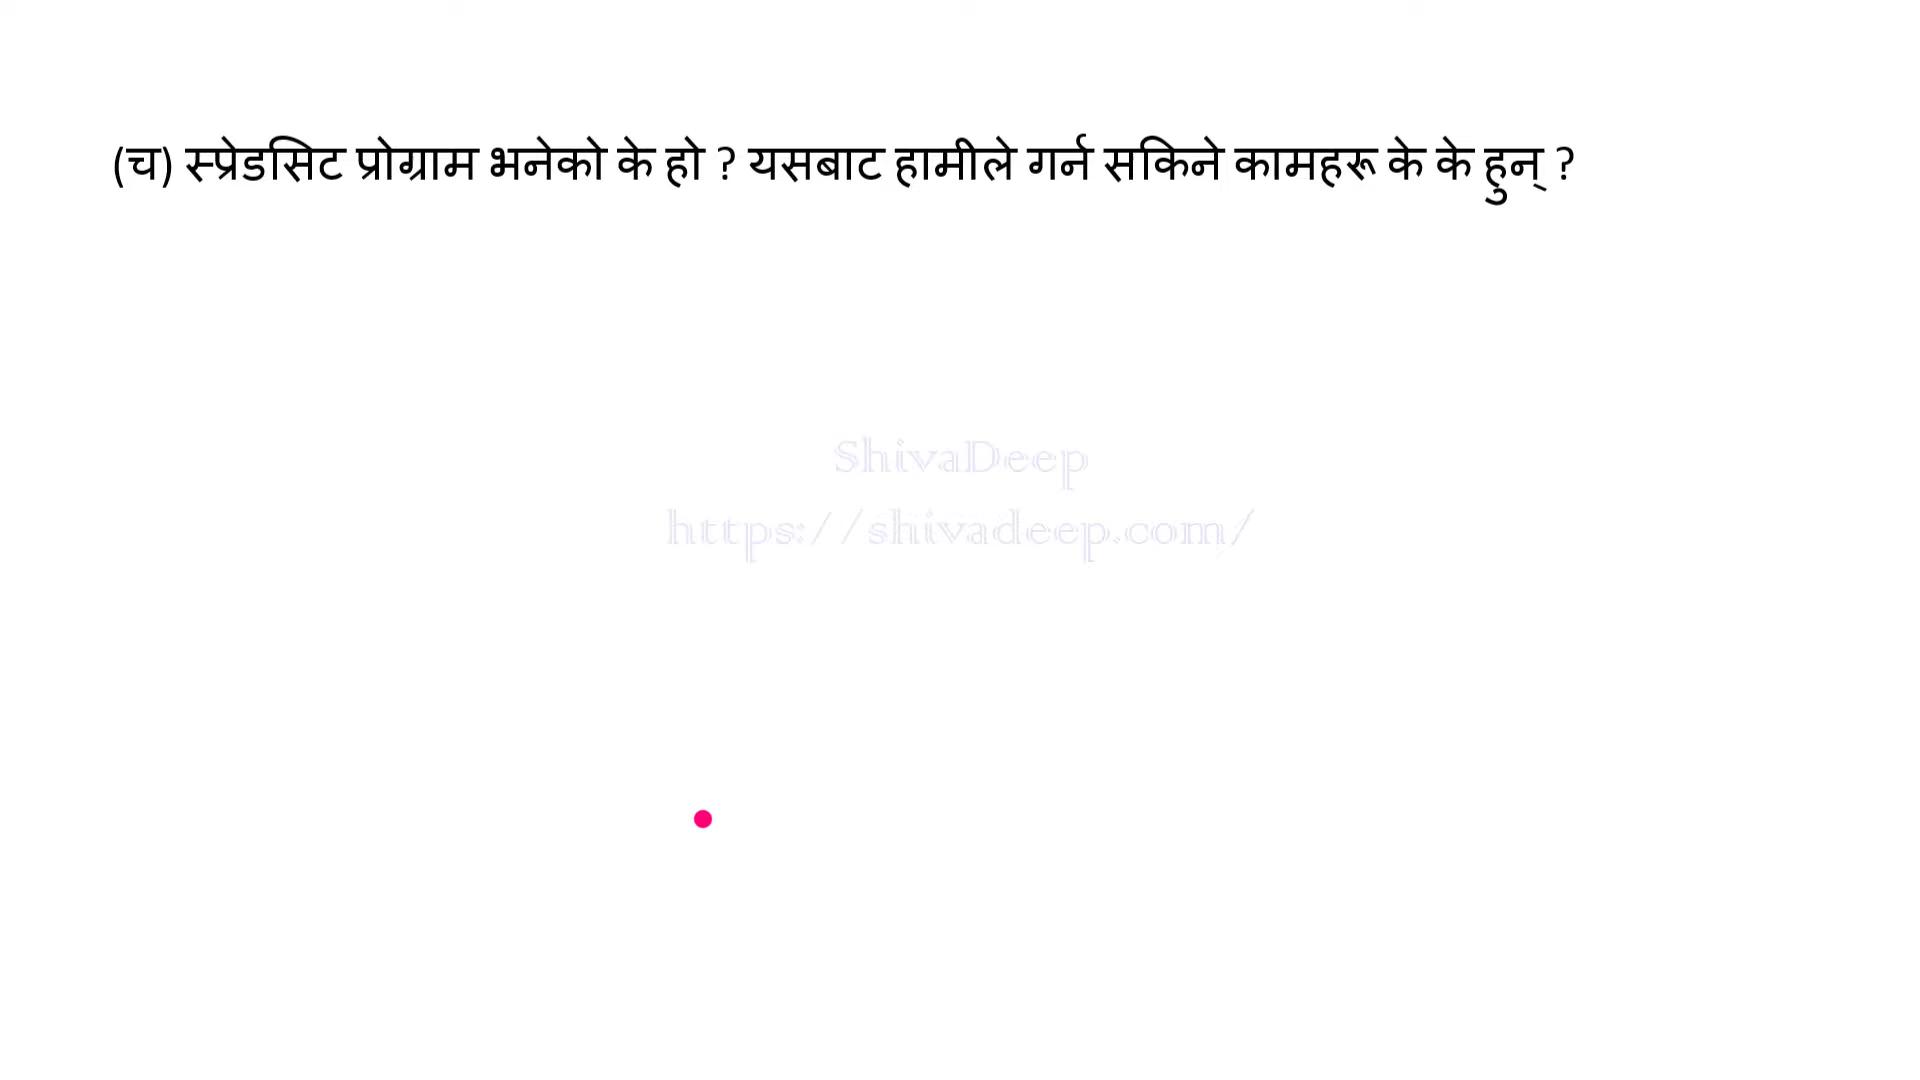 (च) स्प्रेडसिट प्रोग्राम भनेको के हो ? यसबाट हामीले गर्न सकिने कामहरू के के हुन् ?
ShivaDeep
https://shivadeep.com/